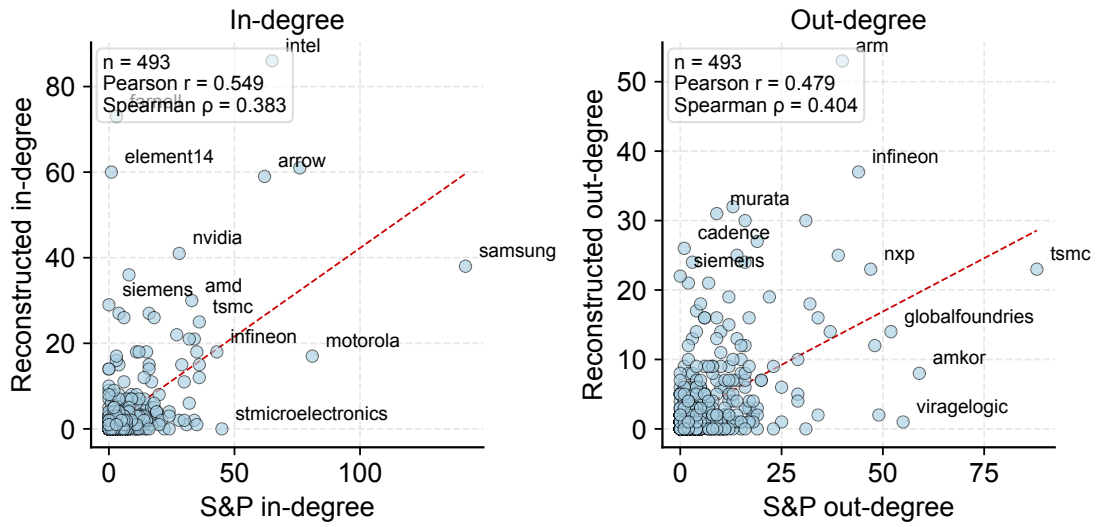 In-degree
Reconstructed in-degree
80
60
40
20
0
n = 493
Pearson r = 0.549
Spearman ρ = 0.383
intel
farnell
element14
arrow
nvidia
samsung
siemens
amd
tsmc
infineon
motorola
stmicroelectronics
0
50
100
S&P in-degree
Out-degree
Reconstructed out-degree
50
40
30
20
10
0
n = 493
Pearson r = 0.479
Spearman ρ = 0.404
arm
infineon
murata
cadence
siemens
nxp
tsmc
globalfoundries
amkor
viragelogic
0
25
50
75
S&P out-degree